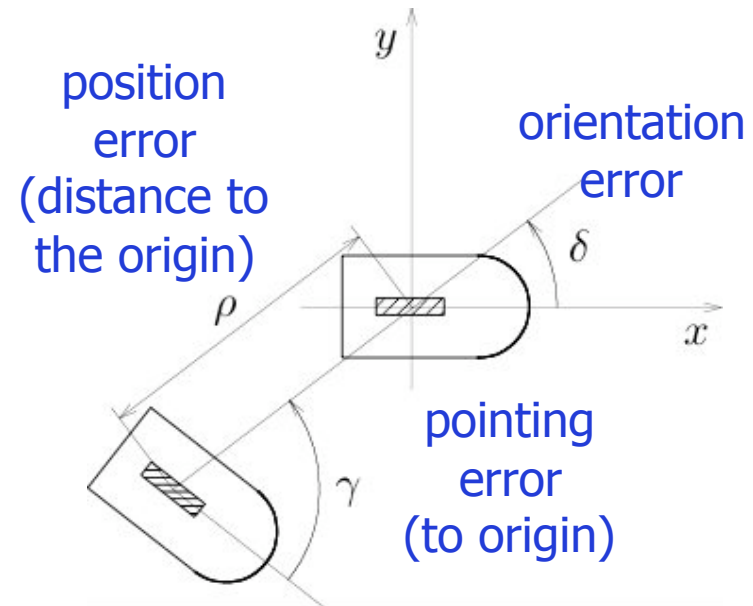 y
position
error
(distance to
the origin)
orientation
error
δ
ρ
x
pointing
error
(to origin)
γ